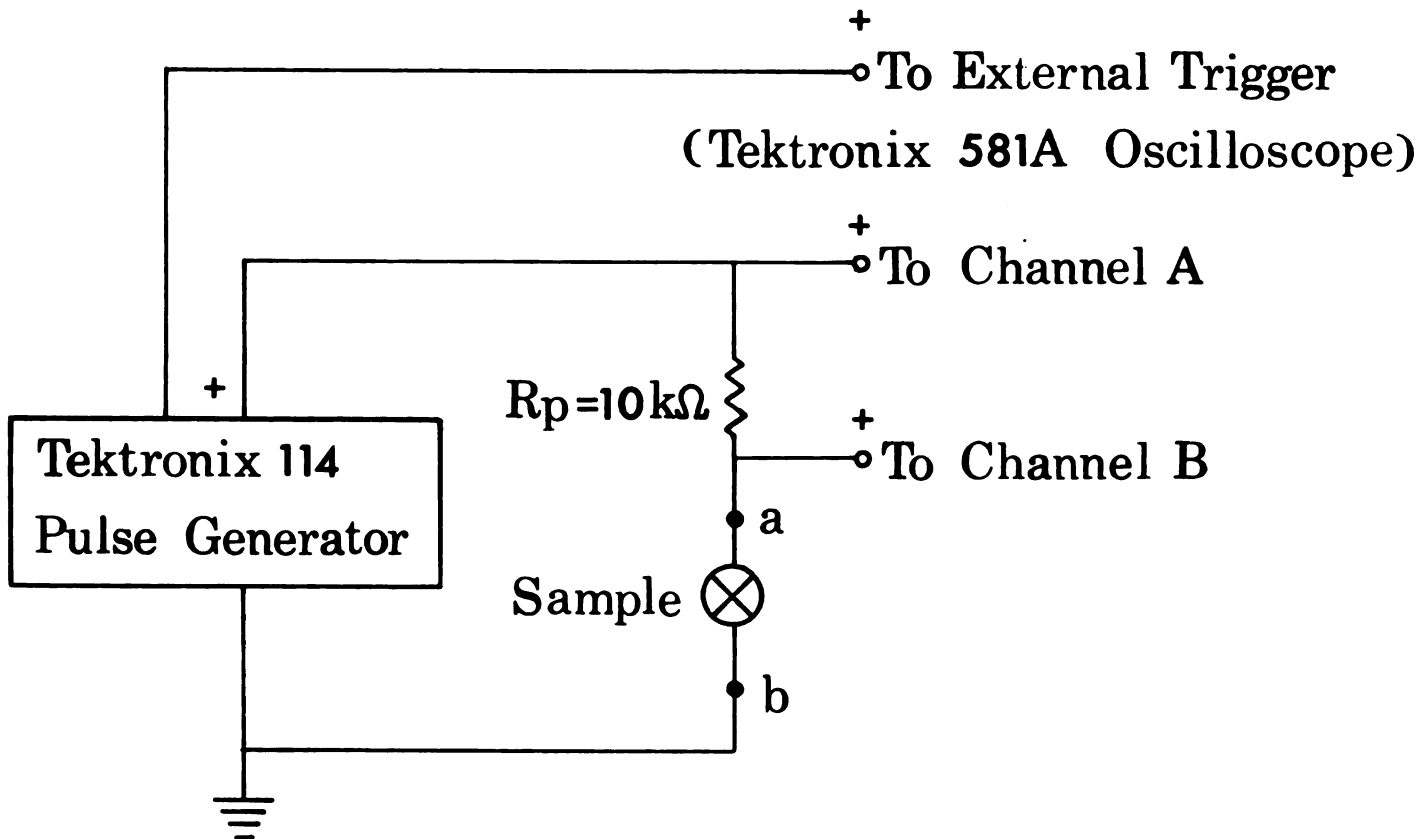 +
To External Trigger
(Tektronix 581A Oscilloscope)
+
To Channel A
+
Rp=10kΩ
+
To Channel B
Tektronix 114
Pulse Generator
a
Sample
b